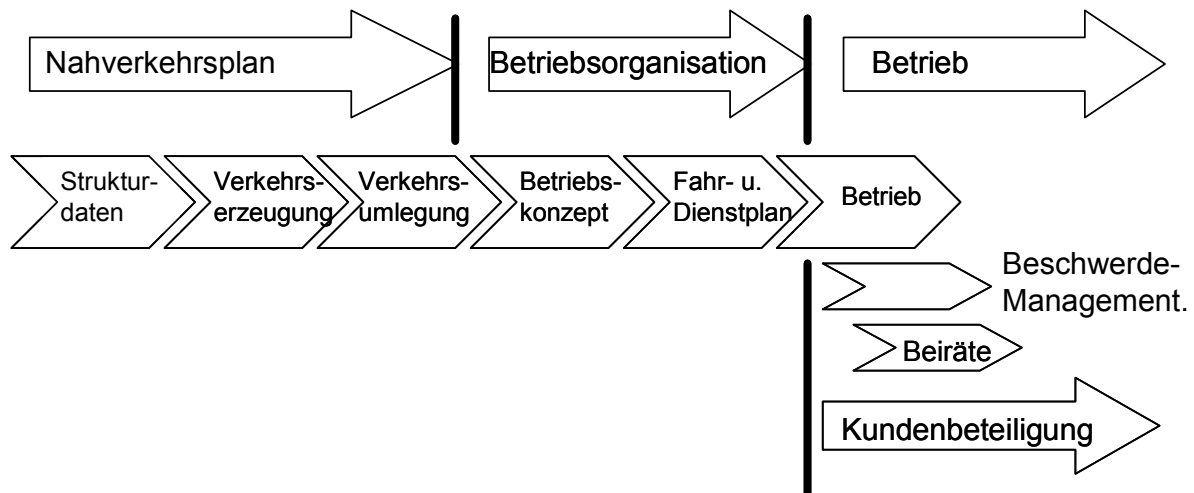 Nahverkehrsplan
Betriebsorganisation
Betrieb
Struktur-
daten
Verkehrs-
erzeugung
Verkehrs-
umlegung
Betriebs-
konzept
Fahr- u.
Dienstplan
Betrieb
Beschwerde-
Management.
Beiräte
Kundenbeteiligung